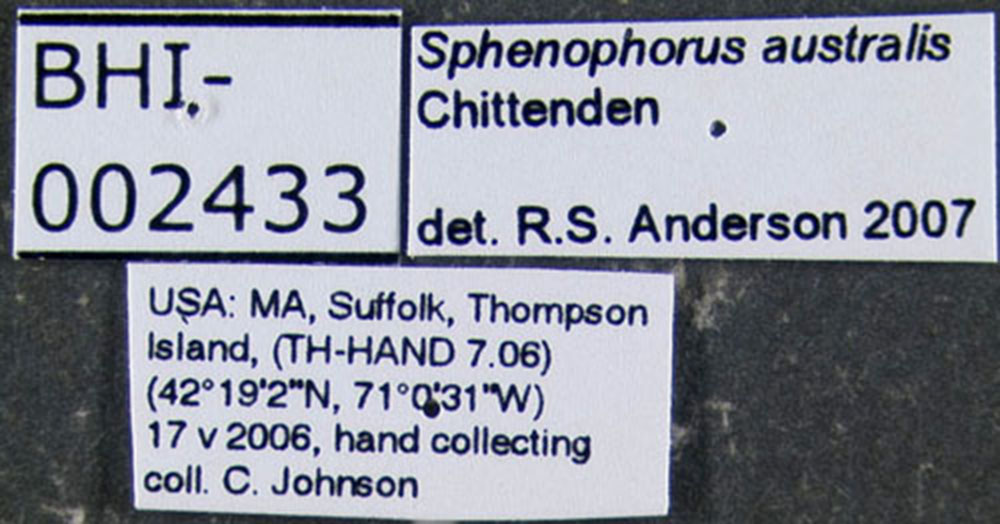 BHI.-
002433
Sphenophorus australis
Chittenden
det. R.S. Anderson 2007
USA: MA, Suffolk, Thompson
Island, (TH-HAND 7.06)
(42°19'2"N, 71°0'31"W)
17 v 2006, hand collecting
coll. C. Johnson